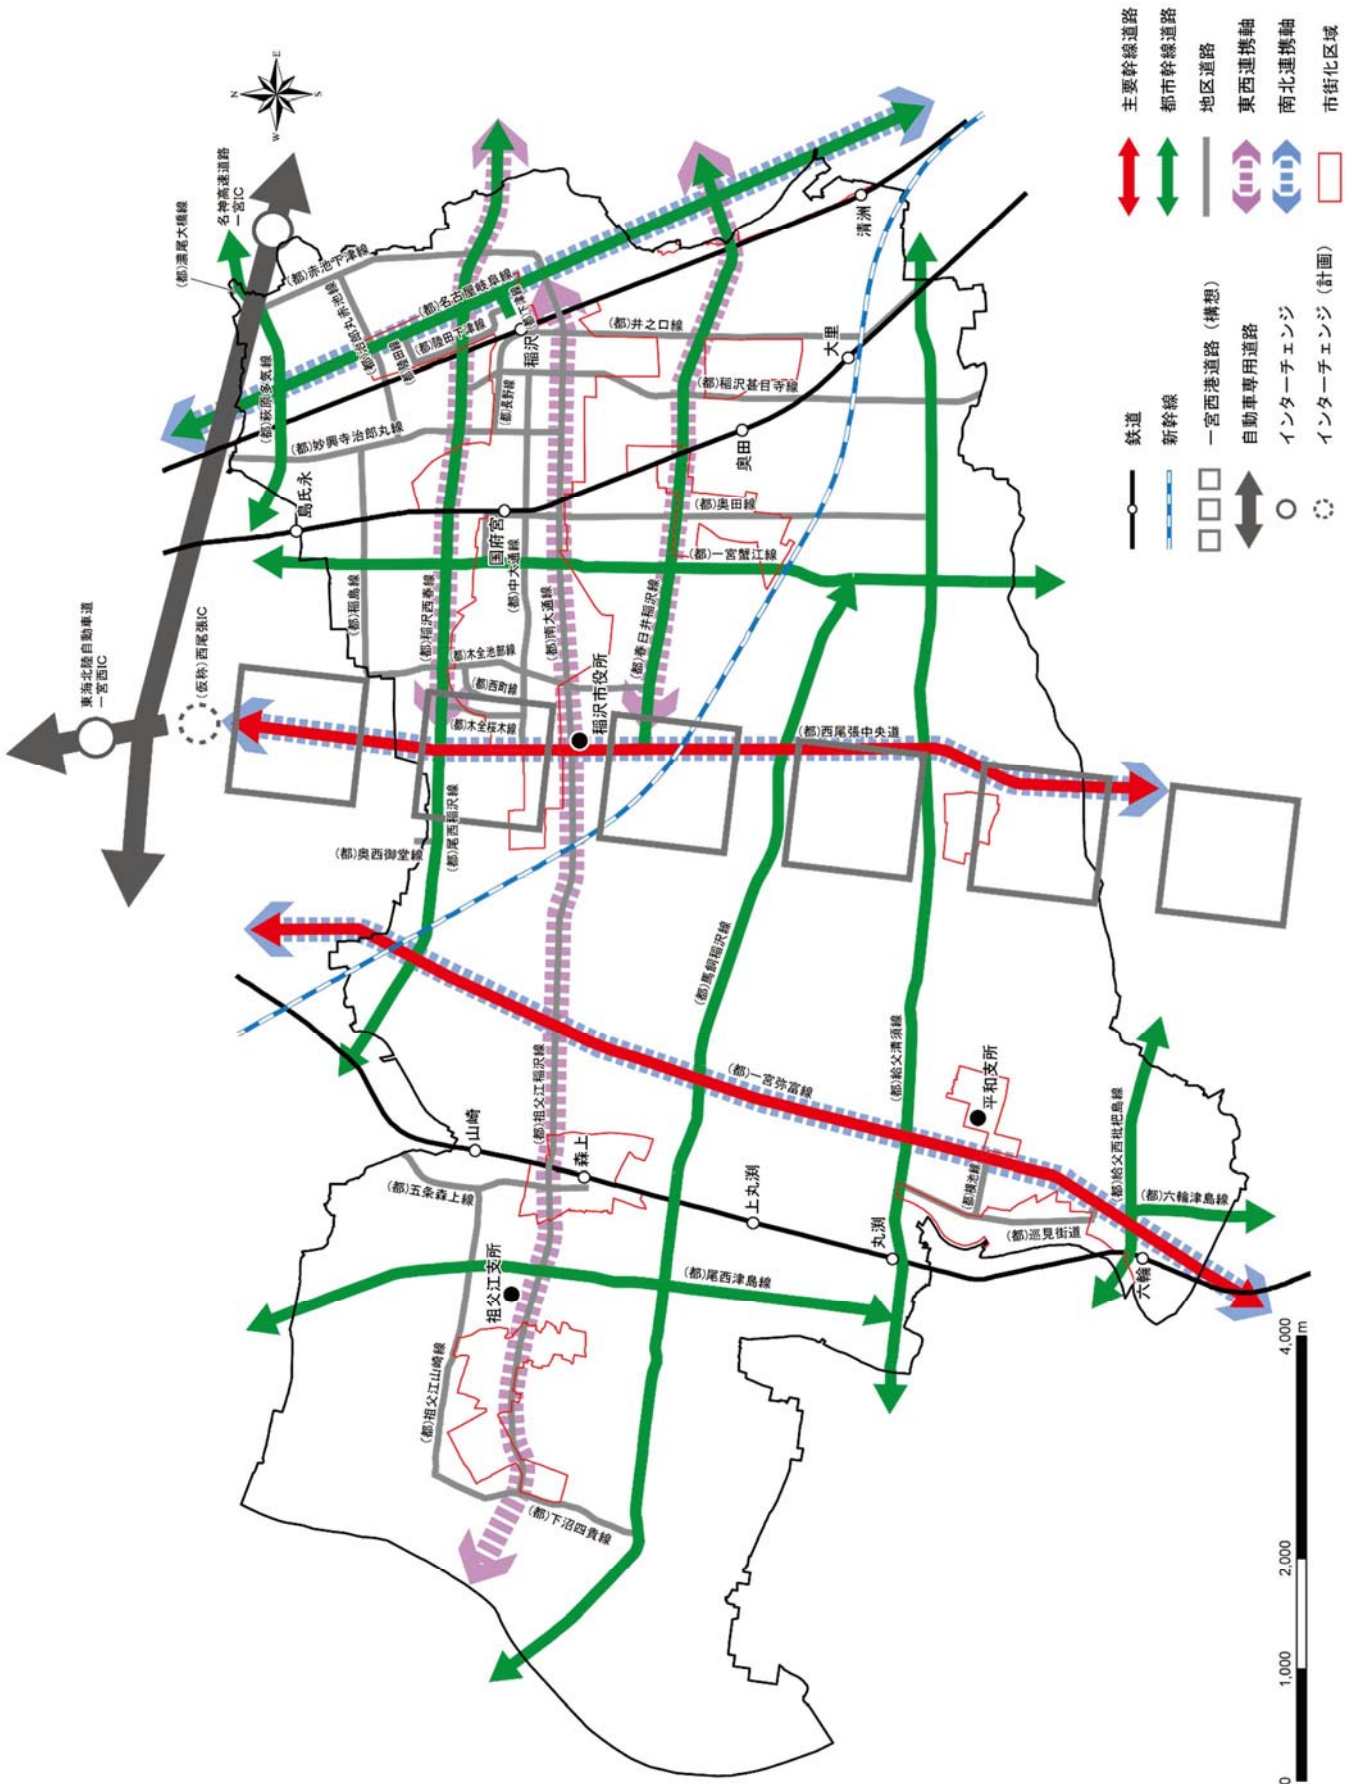 (都)濃尾大橋線
名神高速道路
一宮IC
N
E
S
W
東海北陸自動車道
一宮西IC
(仮称)西尾張IC
(都)赤池下津線
(都)名古屋岐阜線
(都)陸田下津線
(都)萩原多気線
(都)妙興寺治郎丸線
島氏永
(都)稲島線
稲沢
(都)井之口線
(都)長野線
(都)稲沢甚目寺線
国府宮
(都)中大通線
(都)南大通線
(都)稲沢西春線
(都)木全池部線
(都)西町線
(都)木全桜木線
稲沢市役所
(都)春日井稲沢線
(都)奥田線
(都)一宮蟹江線
奥田
大里
清洲
(都)西尾張中央道
(都)尾西稲沢線
(都)奥西御堂線
(都)馬飼稲沢線
(都)祖父江稲沢線
(都)一宮弥富線
(都)給父清須線
平和支所
山崎
森上
上丸渕
丸渕
六輪
(都)五条森上線
祖父江支所
(都)尾西津島線
(都)祖父江山崎線
(都)下沼四貴線
(都)巡見街道
(都)給父西枇杷島線
(都)六輪津島線
主要幹線道路
都市幹線道路
地区道路
東西連携軸
南北連携軸
市街化区域
鉄道
新幹線
一宮西港道路(構想)
自動車専用道路
インターチェンジ
インターチェンジ(計画)
0
1,000
2,000
4,000
m